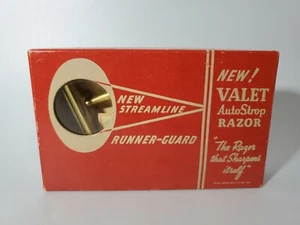 NEW STREAMLINE
RUNNER-GUARD
NEW!
VALET
AutoStrop
RAZOR
"The Razor
that Sharpens
itself"